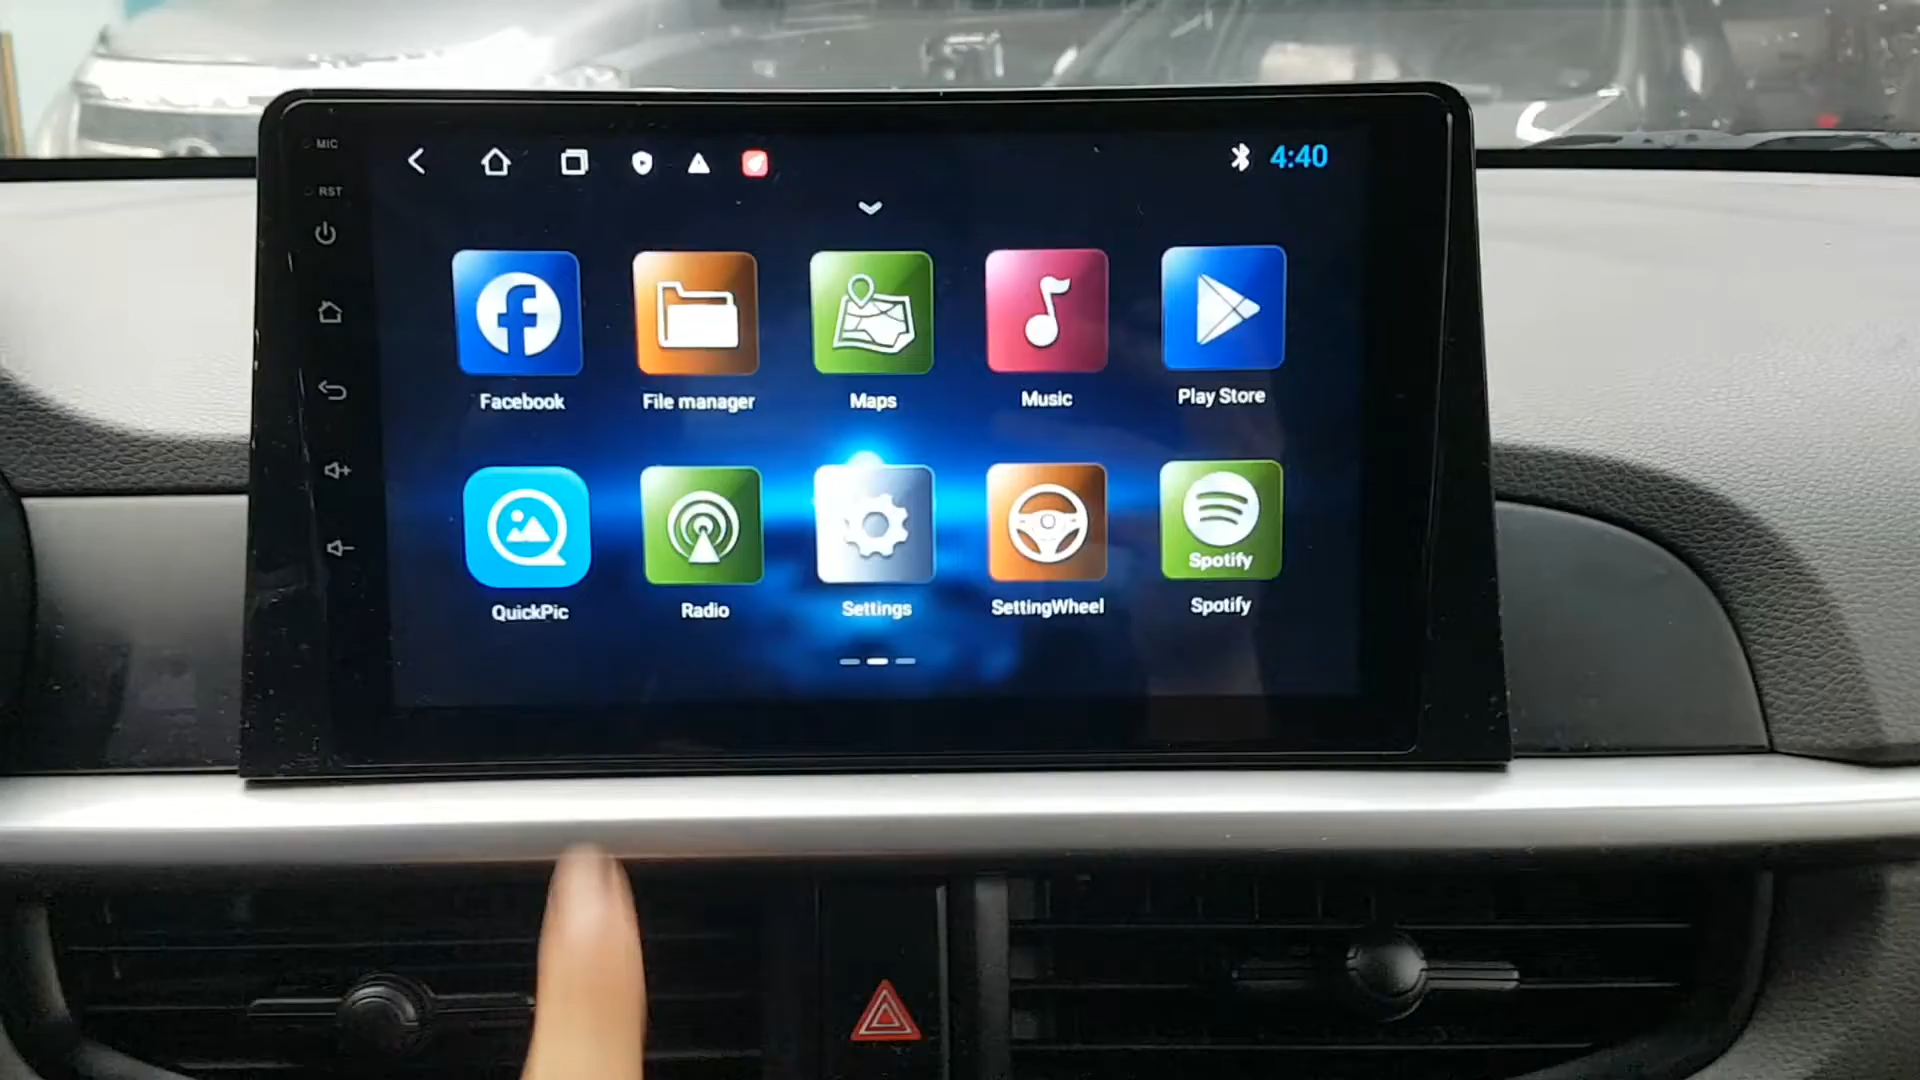 MIC
4:40
RST
Facebook
File manager
Maps
Music
Play Store
Spotify
QuickPic
Radio
Settings
SettingWheel
Spotify